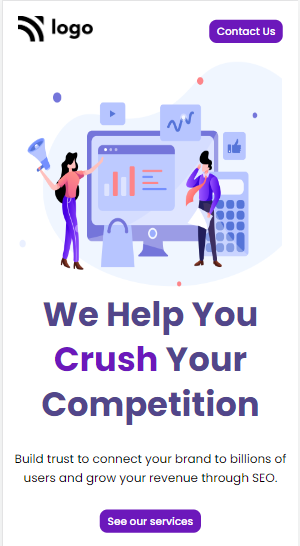 logo
Contact Us
We Help You
Crush Your
Competition
Build trust to connect your brand to billions of
users and grow your revenue through SEO.
See our services